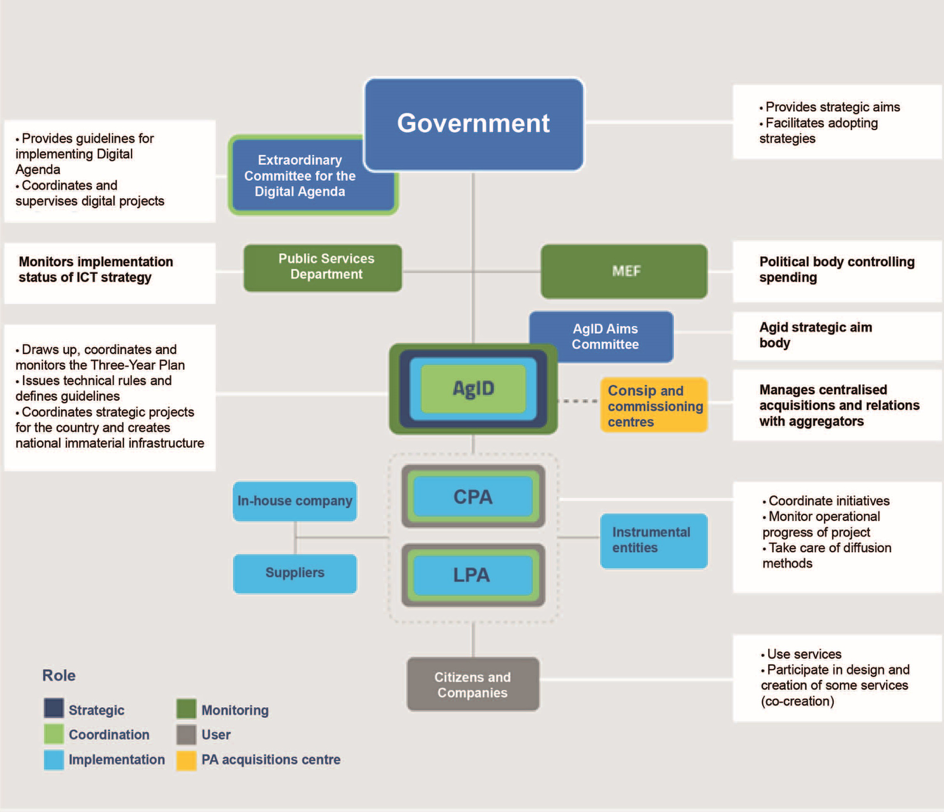 Government
• Provides strategic aims
• Facilitates adopting
strategies
• Provides guidelines for
implementing Digital
Agenda
• Coordinates and
supervises digital projects
Extraordinary
Committee for the
Digital Agenda
Monitors implementation
status of ICT strategy
Public Services
Department
MEF
Political body controlling
spending
AgID Aims
Committee
Agid strategic aim
body
• Draws up, coordinates and
monitors the Three-Year Plan
• Issues technical rules and
defines guidelines
• Coordinates strategic projects
for the country and creates
national immaterial infrastructure
AgID
Consip and
commissioning
centres
Manages centralised
acquisitions and relations
with aggregators
In-house company
Suppliers
CPA
LPA
Instrumental
entities
• Coordinate initiatives
• Monitor operational
progress of project
• Take care of diffusion
methods
Citizens and
Companies
• Use services
• Participate in design and
creation of some services
(co-creation)
Role
Strategic
Coordination
Implementation
Monitoring
User
PA acquisitions centre